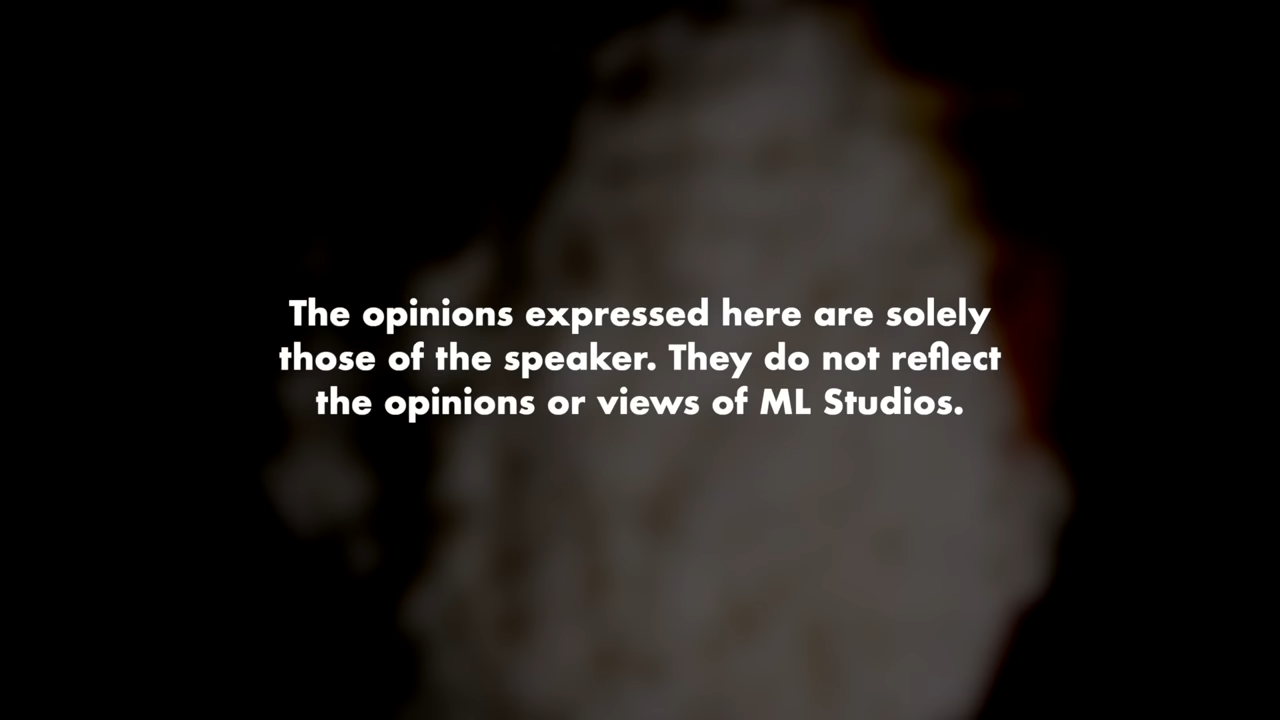 The opinions expressed here are solely
those of the speaker. They do not reflect
the opinions or views of ML Studios.